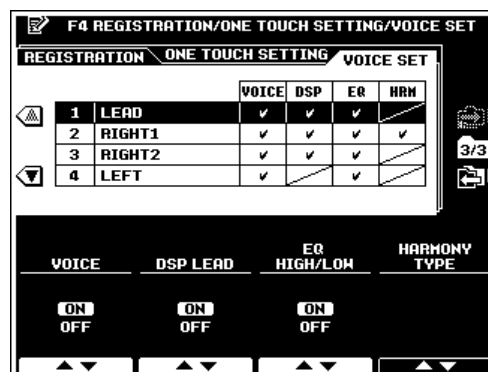 F4 REGISTRATION/ONE TOUCH SETTING/VOICE SET
REGISTRATION ONE TOUCH SETTING VOICE SET
VOICE DSP EQ HRM
1 LEAD
2 RIGHT1
3 RIGHT2
4 LEFT
3/3
VOICE DSP LEAD EQ HIGH/LOW HARMONY TYPE
ON ON ON
OFF OFF OFF